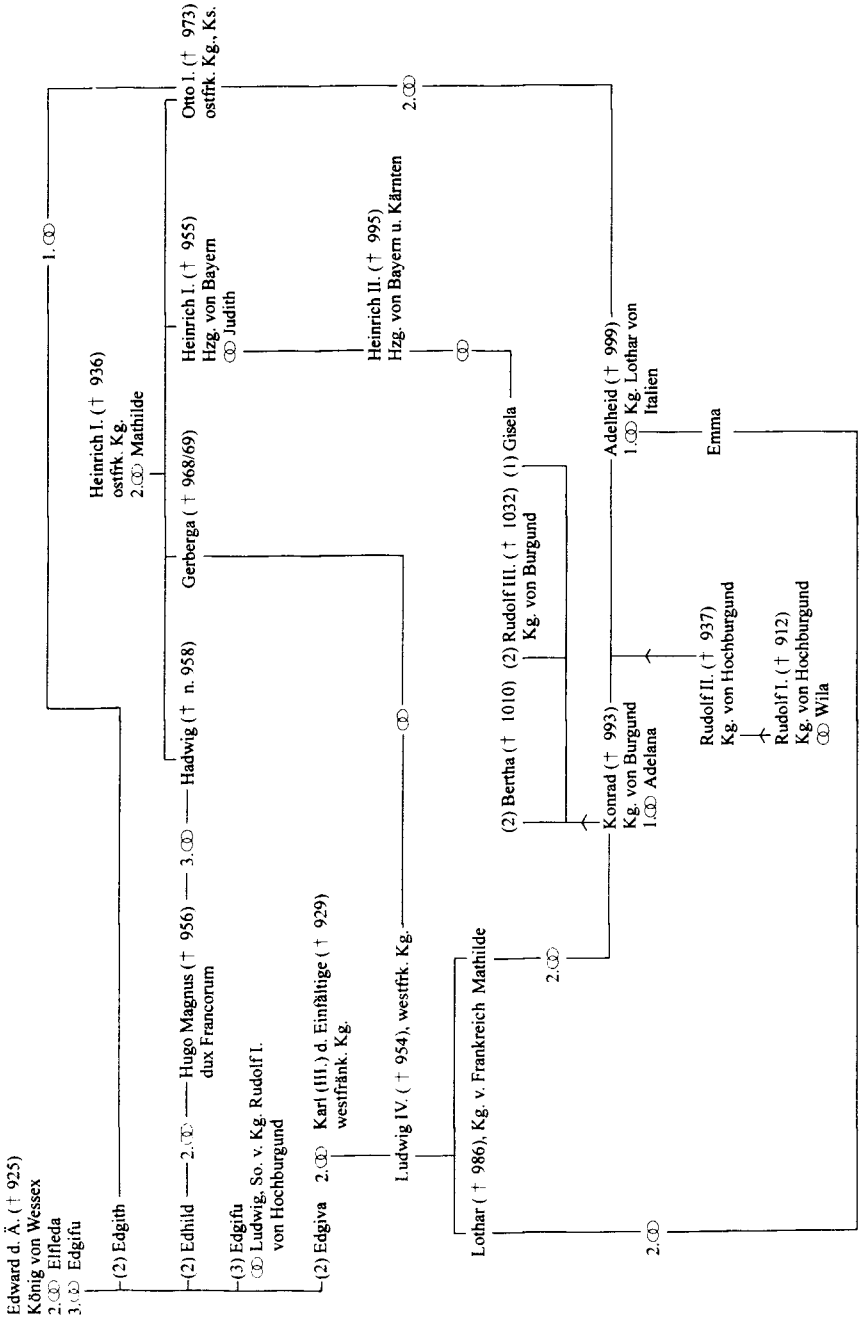 Edward d. Ä. († 925)
König von Wessex
2. ⚭ Elfleda
3. ⚭ Edgifu
(2) Edgith
1. ⚭
(2) Edhild
2. ⚭
Hugo Magnus († 956)
dux Francorum
3. ⚭
Hadwig († n. 958)
(3) Edgifu
⚭ Ludwig, So. v. Kg. Rudolf I.
von Hochburgund
(2) Edgiva
2. ⚭
Karl (III.) d. Einfältige († 929)
westfränk. Kg.
Heinrich I. († 936)
ostfrk. Kg.
2. ⚭ Mathilde
Gerberga († 968/69)
Heinrich I. († 955)
Hzg. von Bayern
⚭ Judith
Otto I. († 973)
ostfrk. Kg., Ks.
2. ⚭
Heinrich II. († 995)
Hzg. von Bayern u. Kärnten
⚭
Ludwig IV. († 954), westfrk. Kg.
⚭
Lothar († 986), Kg. v. Frankreich
Mathilde
2. ⚭
2. ⚭
(2) Bertha († 1010)
(2) Rudolf III. († 1032)
Kg. von Burgund
(1) Gisela
Konrad († 993)
Kg. von Burgund
1. ⚭ Adelana
Adelheid († 999)
1. ⚭ Kg. Lothar von
Italien
Emma
Rudolf II. († 937)
Kg. von Hochburgund
Rudolf I. († 912)
Kg. von Hochburgund
⚭ Wila